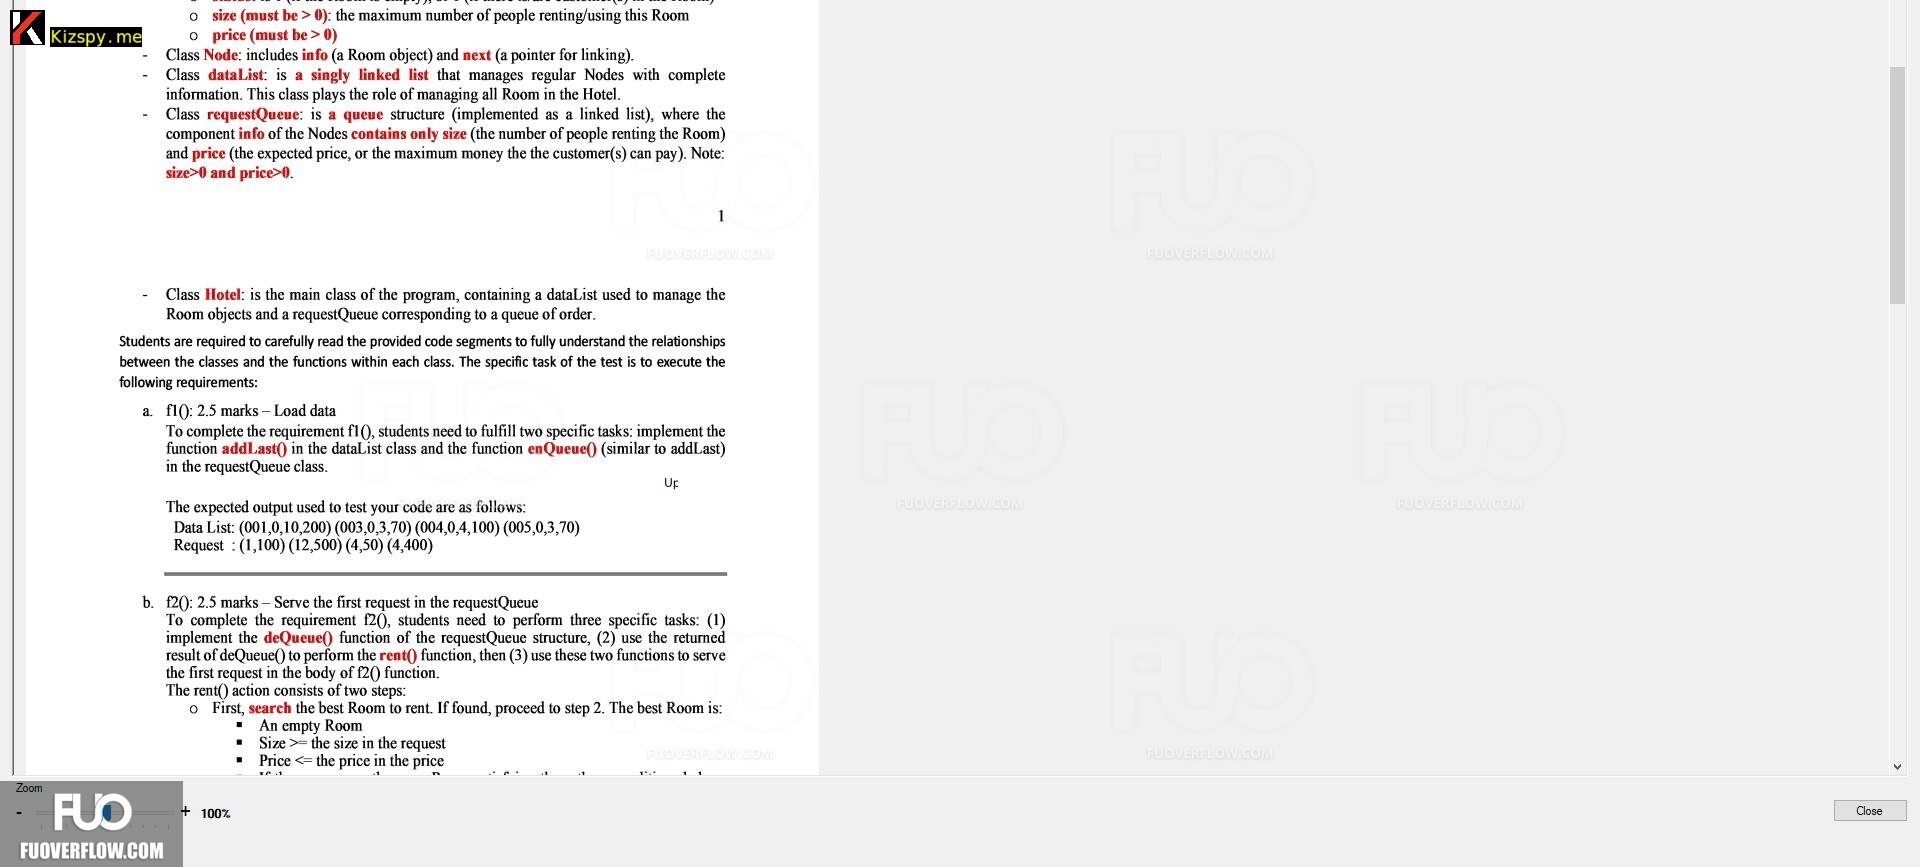 size (must be > 0): the maximum number of people renting/using this Room
Kizspy.me
o price (must be > 0)
- Class Node: includes info (a Room object) and next (a pointer for linking).
- Class dataList: is a singly linked list that manages regular Nodes with complete
information. This class plays the role of managing all Room in the Hotel.
- Class requestQueue: is a queue structure (implemented as a linked list), where the
component info of the Nodes contains only size (the number of people renting the Room)
and price (the expected price, or the maximum money the the customer(s) can pay). Note:
size>0 and price>0.
1
FUOVERFLOW.COM
FUOVERFLOW.COM
- Class Hotel: is the main class of the program, containing a dataList used to manage the
Room objects and a requestQueue corresponding to a queue of order.
Students are required to carefully read the provided code segments to fully understand the relationships
between the classes and the functions within each class. The specific task of the test is to execute the
following requirements:
a. f1(): 2.5 marks – Load data
To complete the requirement f1(), students need to fulfill two specific tasks: implement the
function addLast() in the dataList class and the function enQueue() (similar to addLast)
in the requestQueue class.
Up
FUOVERFLOW.COM
FUOVERFLOW.COM
The expected output used to test your code are as follows:
Data List: (001,0,10,200) (003,0,3,70) (004,0,4,100) (005,0,3,70)
Request : (1,100) (12,500) (4,50) (4,400)
b. f2(): 2.5 marks – Serve the first request in the requestQueue
To complete the requirement f2(), students need to perform three specific tasks: (1)
implement the deQueue() function of the requestQueue structure, (2) use the returned
result of deQueue() to perform the rent() function, then (3) use these two functions to serve
the first request in the body of f2() function.
The rent() action consists of two steps:
o First, search the best Room to rent. If found, proceed to step 2. The best Room is:
▪ An empty Room
▪ Size >= the size in the request
▪ Price <= the price in the price
FUOVERFLOW.COM
FUOVERFLOW.COM
Zoom
- + 100%
Close
FUO
FUOVERFLOW.COM